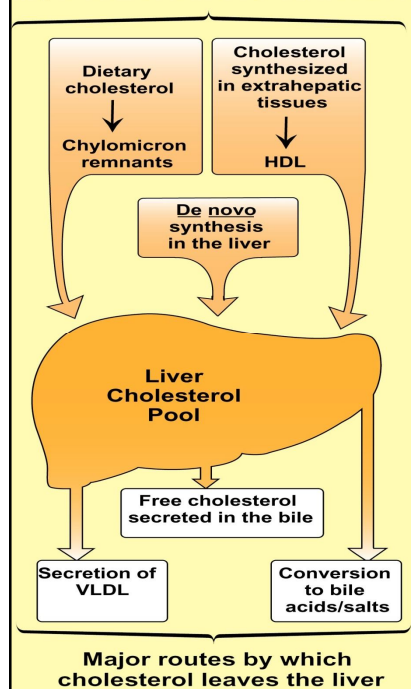 Dietary
cholesterol
Chylomicron
remnants
Cholesterol
synthesized
in extrahepatic
tissues
HDL
De novo
synthesis
in the liver
Liver
Cholesterol
Pool
Free cholesterol
secreted in the bile
Secretion of
VLDL
Conversion
to bile
acids/salts
Major routes by which
cholesterol leaves the liver